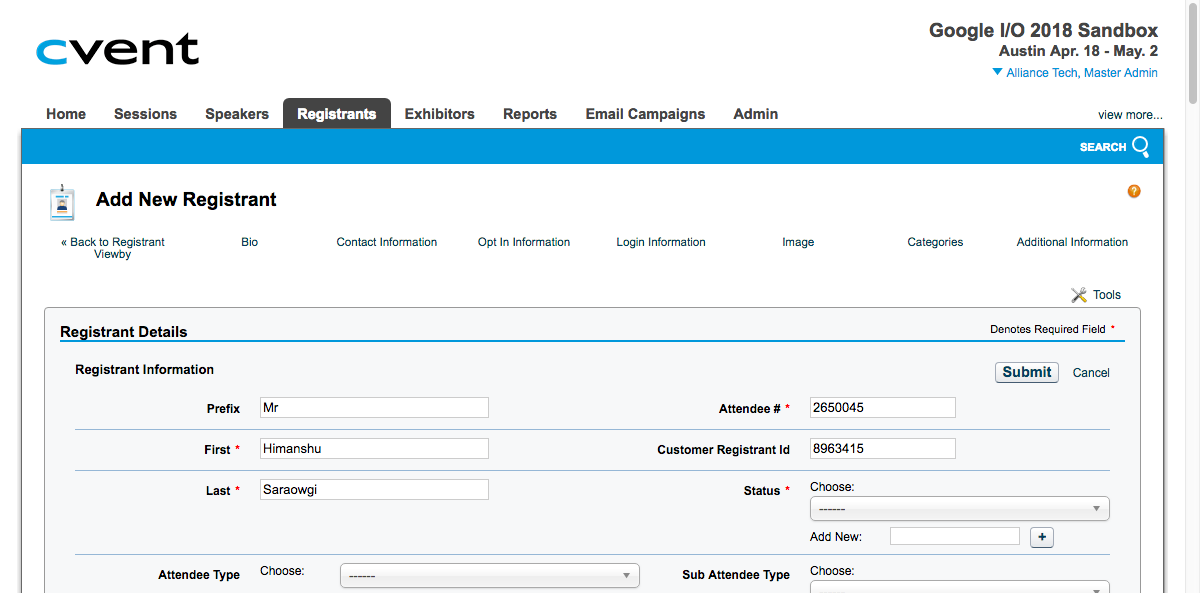 cvent
Google I/O 2018 Sandbox
Austin Apr. 18 - May. 2
Alliance Tech, Master Admin
Home Sessions Speakers Registrants Exhibitors Reports Email Campaigns Admin view more...
SEARCH
Add New Registrant
?
« Back to Registrant Viewby Bio Contact Information Opt In Information Login Information Image Categories Additional Information
Tools
Registrant Details Denotes Required Field *
Registrant Information Submit Cancel
Prefix Mr Attendee # * 2650045
First * Himanshu Customer Registrant Id 8963415
Last * Saraowgi Status * Choose:
------
Add New: +
Attendee Type Choose: ------ Sub Attendee Type Choose: